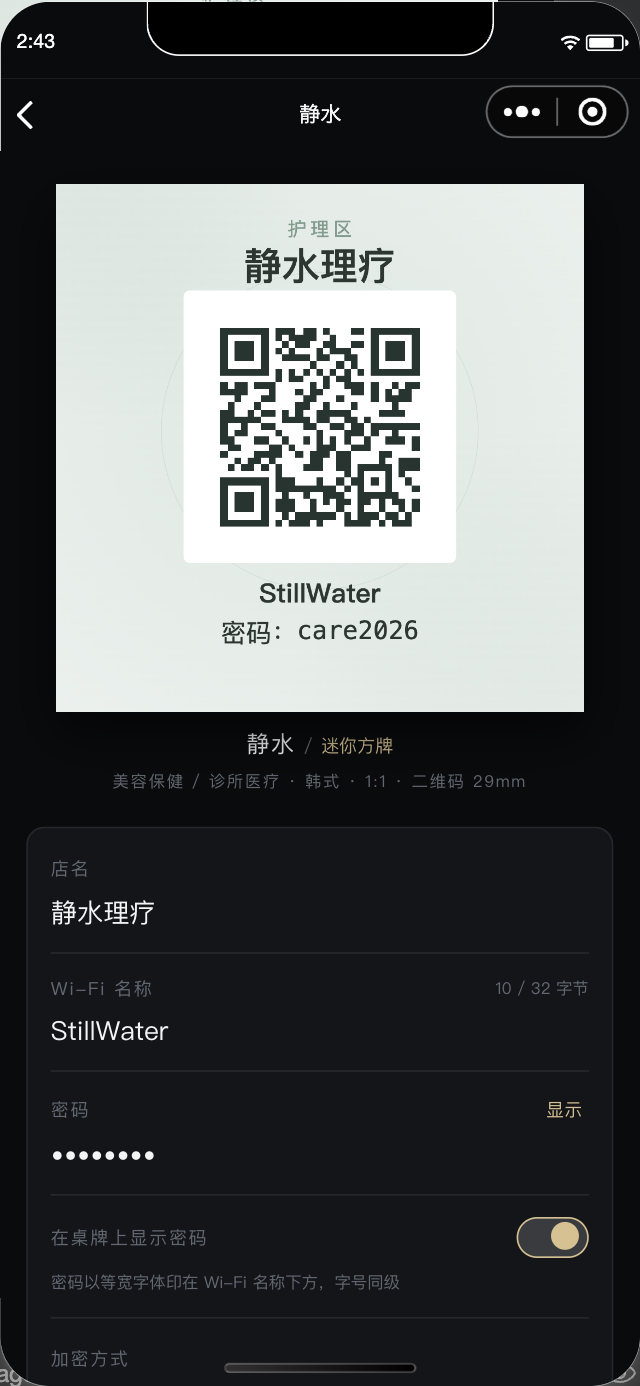 2:43
静水
护理区
静水理疗
StillWater
密码：care2026
静水 / 迷你方牌
美容保健 / 诊所医疗 · 韩式 · 1:1 · 二维码 29mm
店名
静水理疗
Wi-Fi 名称 10 / 32 字节
StillWater
密码 显示
••••••••
在桌牌上显示密码
密码以等宽字体印在 Wi-Fi 名称下方，字号同级
加密方式